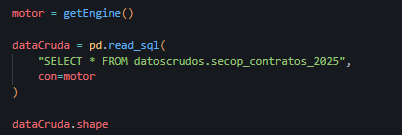 motor = getEngine()
dataCruda = pd.read_sql(
    "SELECT * FROM datoscrudos.secop_contratos_2025",
    con=motor
)
dataCruda.shape